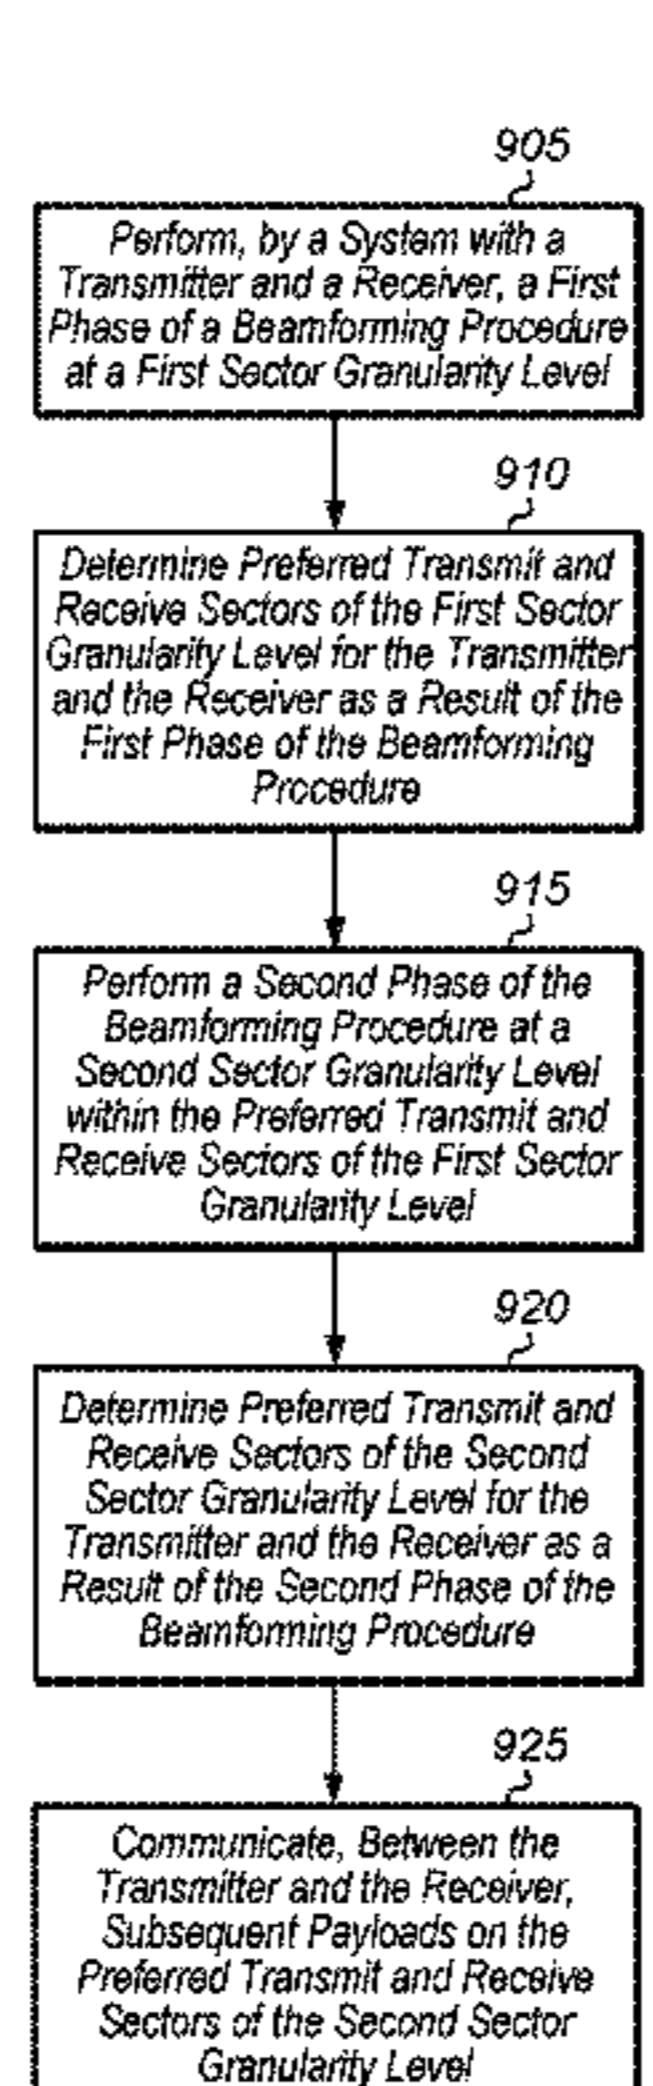 905
Perform, by a System with a
Transmitter and a Receiver, a First
Phase of a Beamforming Procedure
at a First Sector Granularity Level
910
Determine Preferred Transmit and
Receive Sectors of the First Sector
Granularity Level for the Transmitter
and the Receiver as a Result of the
First Phase of the Beamforming
Procedure
915
Perform a Second Phase of the
Beamforming Procedure at a
Second Sector Granularity Level
within the Preferred Transmit and
Receive Sectors of the First Sector
Granularity Level
920
Determine Preferred Transmit and
Receive Sectors of the Second
Sector Granularity Level for the
Transmitter and the Receiver as a
Result of the Second Phase of the
Beamforming Procedure
925
Communicate, Between the
Transmitter and the Receiver,
Subsequent Payloads on the
Preferred Transmit and Receive
Sectors of the Second Sector
Granularity Level